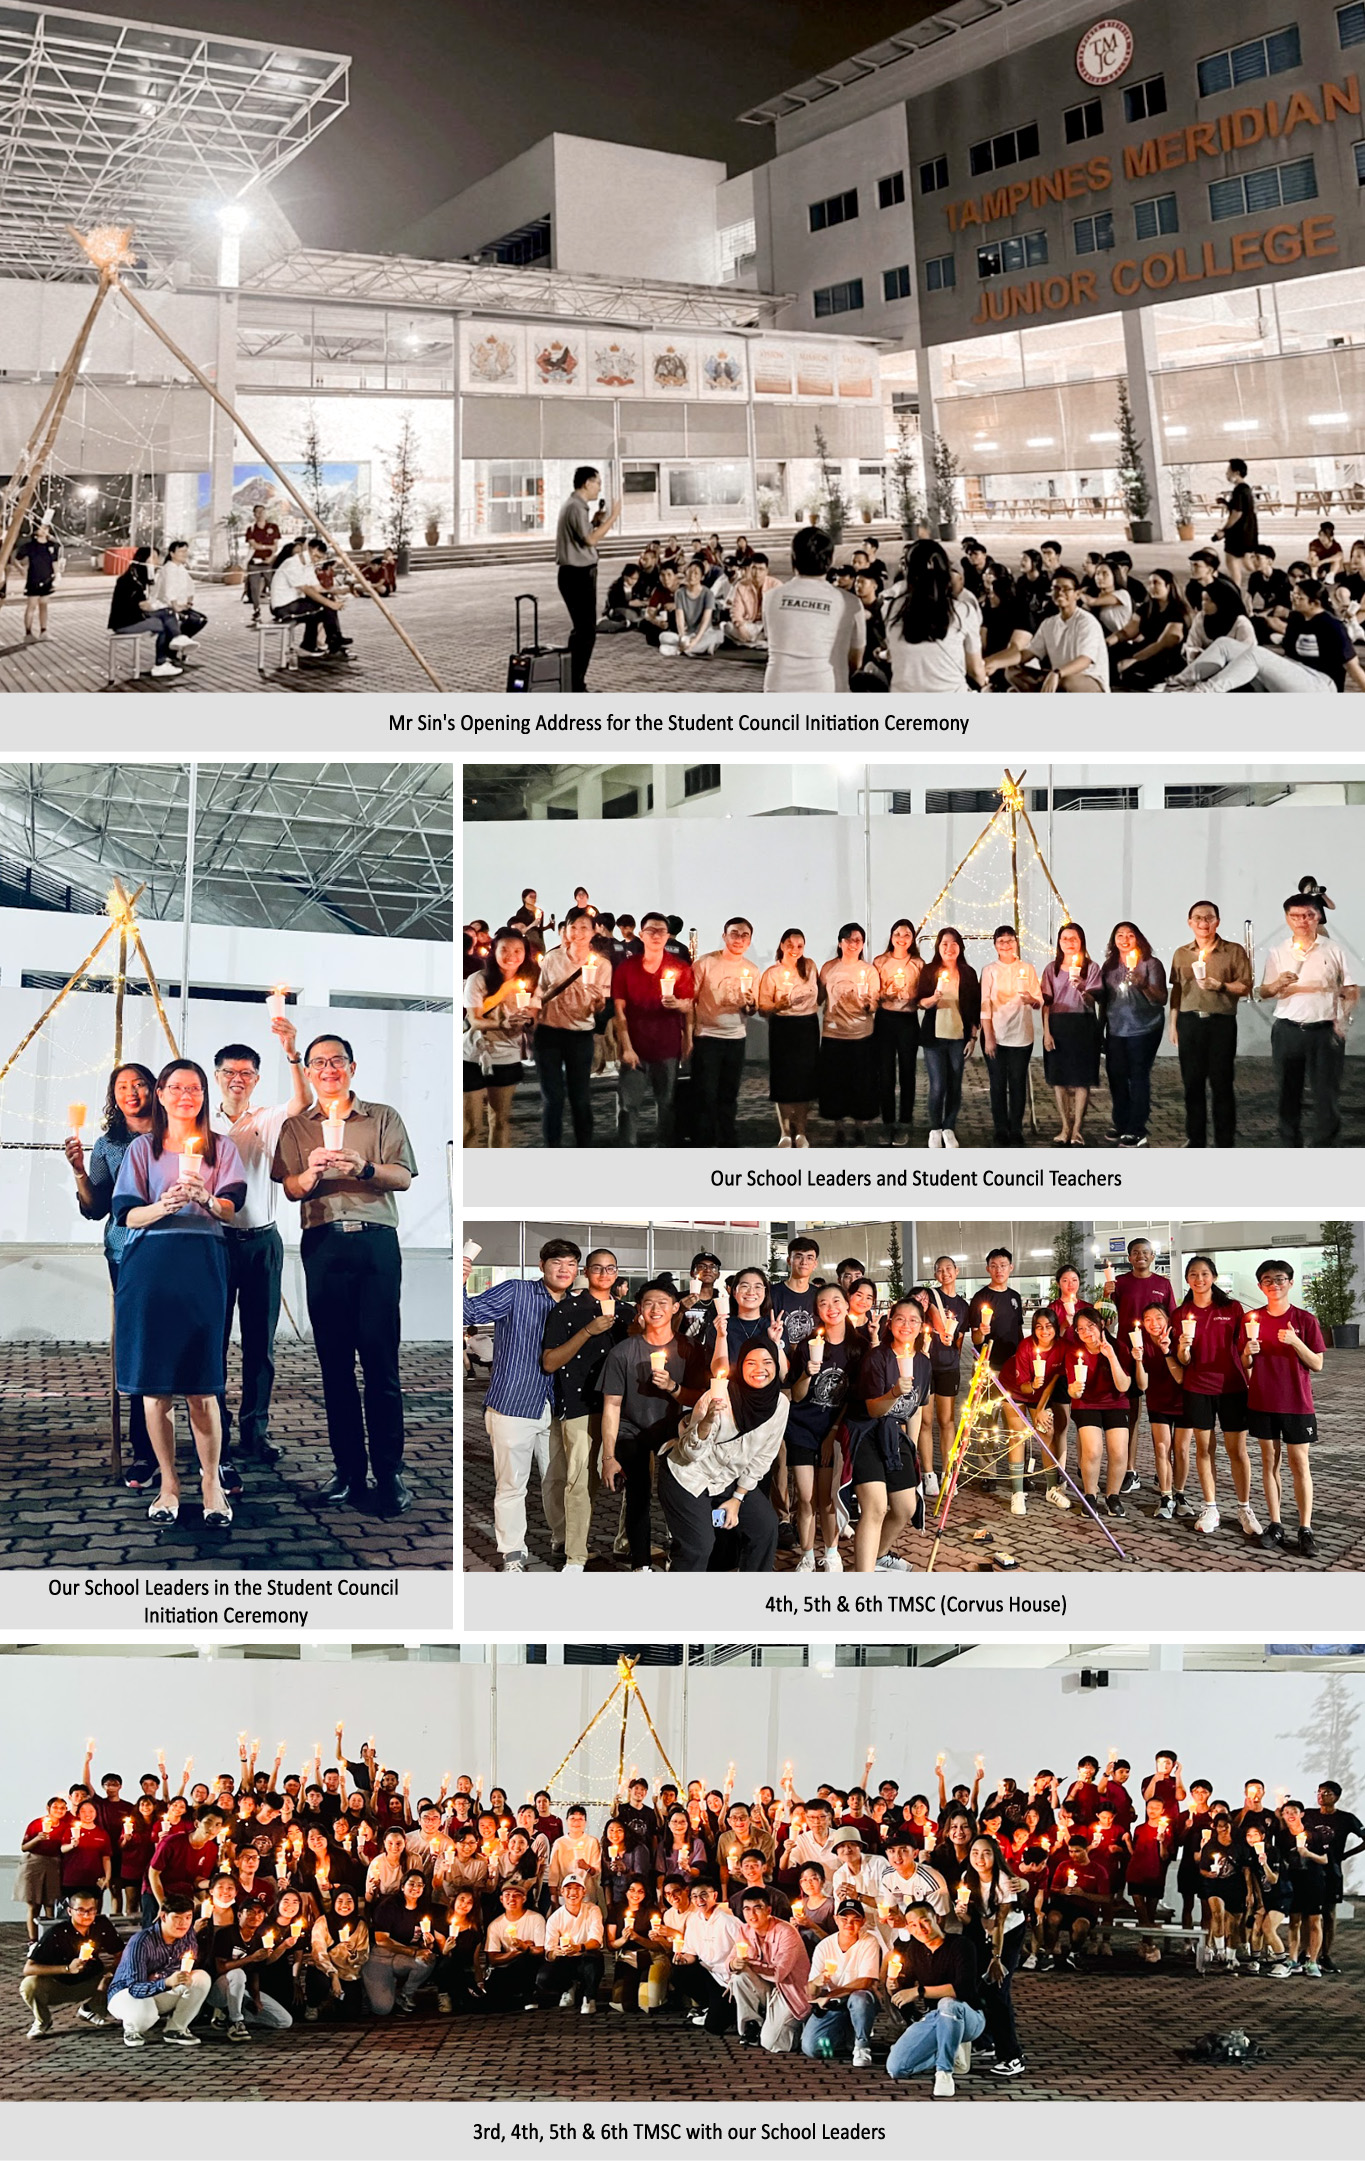 TM
JC
TAMPINES MERIDIAN
JUNIOR COLLEGE
TEACHER
Mr Sin's Opening Address for the Student Council Initiation Ceremony
Our School Leaders and Student Council Teachers
Our School Leaders in the Student Council
Initiation Ceremony
4th, 5th & 6th TMSC (Corvus House)
3rd, 4th, 5th & 6th TMSC with our School Leaders